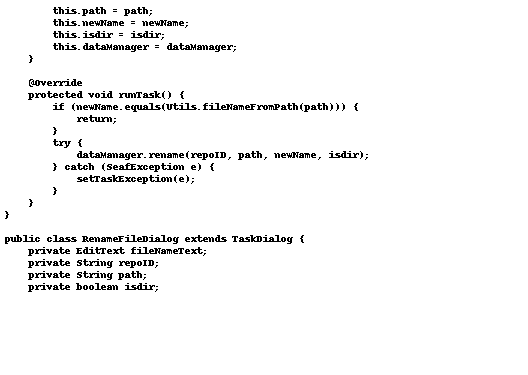 this.path = path;
        this.newName = newName;
        this.isdir = isdir;
        this.dataManager = dataManager;
    }

    @Override
    protected void runTask() {
        if (newName.equals(Utils.fileNameFromPath(path))) {
            return;
        }
        try {
            dataManager.rename(repoID, path, newName, isdir);
        } catch (SeafException e) {
            setTaskException(e);
        }
    }
}

public class RenameFileDialog extends TaskDialog {
    private EditText fileNameText;
    private String repoID;
    private String path;
    private boolean isdir;